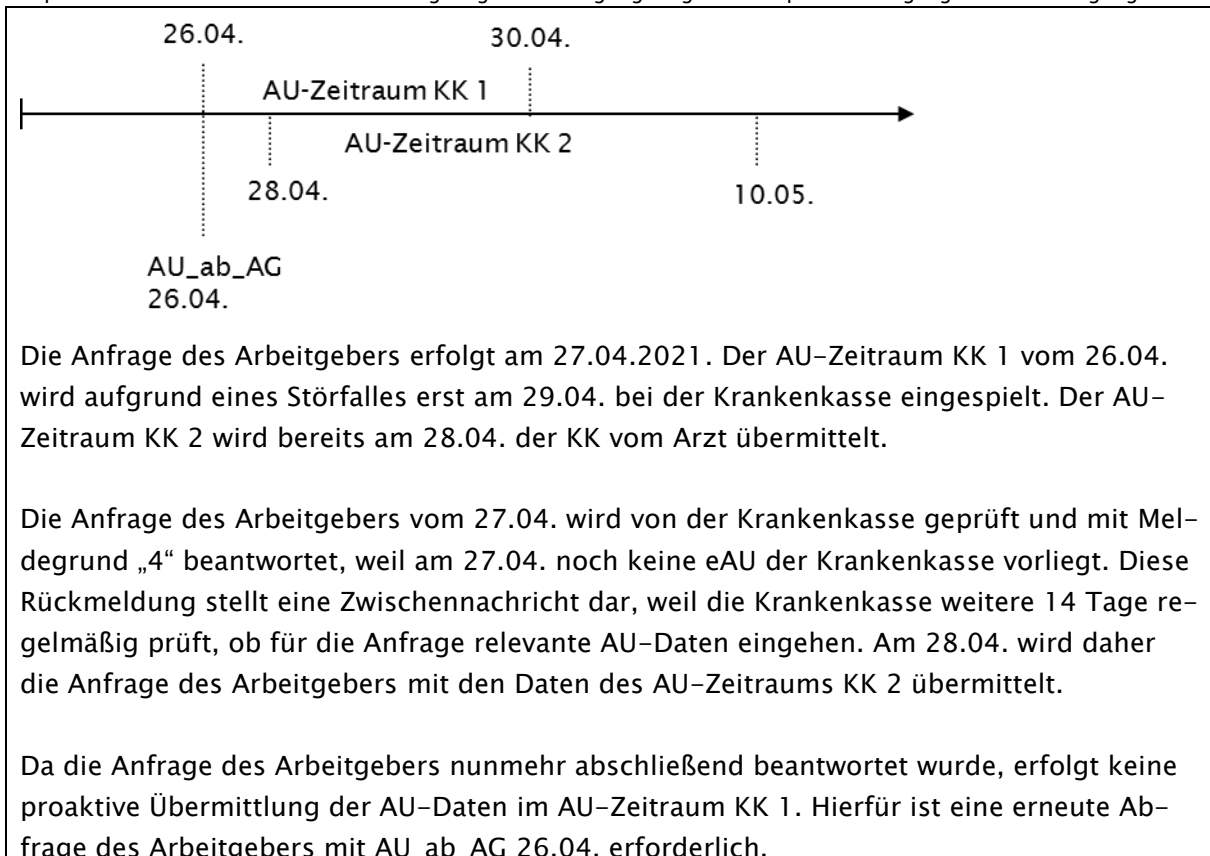 26.04.
30.04.
AU-Zeitraum KK 1
AU-Zeitraum KK 2
28.04.
10.05.
AU_ab_AG
26.04.
Die Anfrage des Arbeitgebers erfolgt am 27.04.2021. Der AU-Zeitraum KK 1 vom 26.04.
wird aufgrund eines Störfalles erst am 29.04. bei der Krankenkasse eingespielt. Der AU-
Zeitraum KK 2 wird bereits am 28.04. der KK vom Arzt übermittelt.
Die Anfrage des Arbeitgebers vom 27.04. wird von der Krankenkasse geprüft und mit Mel-
degrund „4“ beantwortet, weil am 27.04. noch keine eAU der Krankenkasse vorliegt. Diese
Rückmeldung stellt eine Zwischennachricht dar, weil die Krankenkasse weitere 14 Tage re-
gelmäßig prüft, ob für die Anfrage relevante AU-Daten eingehen. Am 28.04. wird daher
die Anfrage des Arbeitgebers mit den Daten des AU-Zeitraums KK 2 übermittelt.
Da die Anfrage des Arbeitgebers nunmehr abschließend beantwortet wurde, erfolgt keine
proaktive Übermittlung der AU-Daten im AU-Zeitraum KK 1. Hierfür ist eine erneute Ab-
frage des Arbeitgebers mit AU_ab_AG 26.04. erforderlich.